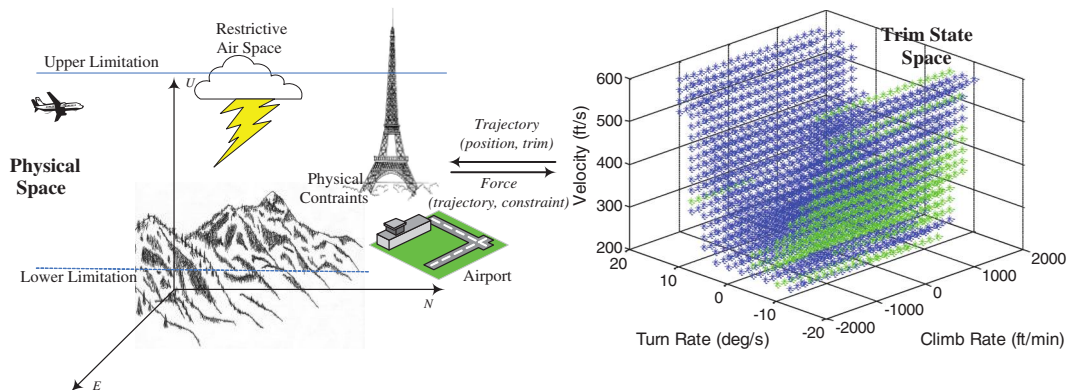 Restrictive
Air Space
Upper Limitation
U
Physical
Space
Physical
Contraints
Lower Limitation
Airport
N
E
Trajectory
(position, trim)
Force
(trajectory, constraint)
Trim State
Space
Velocity (ft/s)
600
500
400
300
200
20
10
0
-10
-20
Turn Rate (deg/s)
-2000
-1000
0
1000
2000
Climb Rate (ft/min)